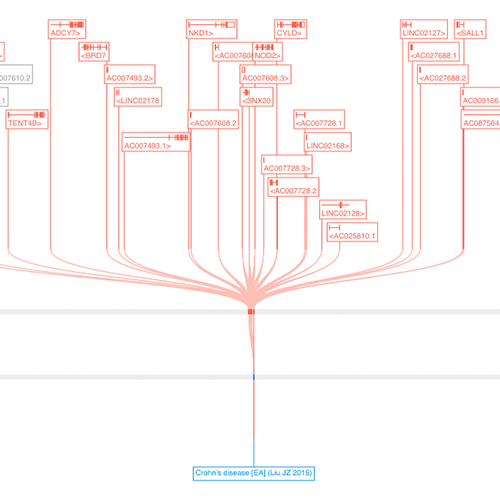 ADCY7>
NKD1>
CYLD>
LINC02127>
<SALL1
<BRD7
<AC00760
NOD2>
<AC027688.1
007610.2
AC007493.2>
AC007608.3>
<AC027688.2
.1
<LINC02178
<SNX20
AC009166.
TENT4B>
<AC007608.2
<AC007728.1
AC087564.
AC007493.1>
LINC02168>
AC007728.3>
<AC007728.2
LINC02128>
<AC025810.1
Crohn's disease [EA] (Liu JZ 2015)